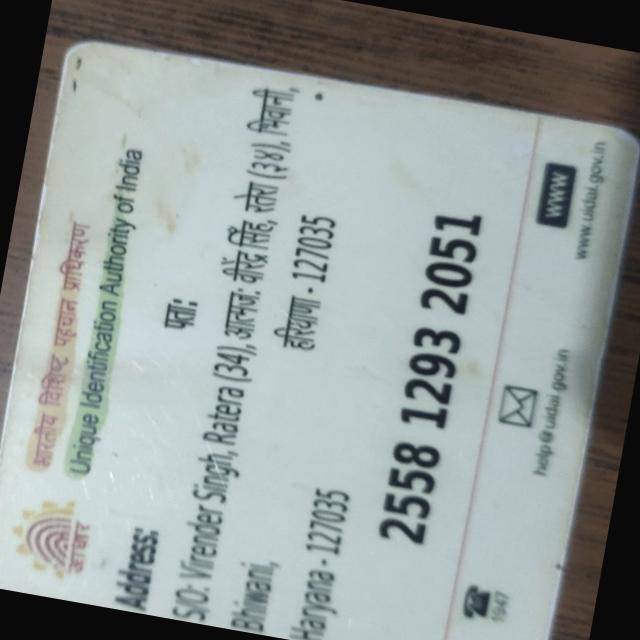 भारतीय विशिष्ट पहचान प्राधिकरण
Unique Identification Authority of India
आधार
Address:
S/O: Virender Singh, Ratera (34),
Bhiwani,
Haryana - 127035
पता:
आत्मज: वीरेंद्र सिंह, रतेरा (३४), भिवानी,
हरियाणा - 127035
2558 1293 2051
1947
help@uidai.gov.in
WWW
www.uidai.gov.in